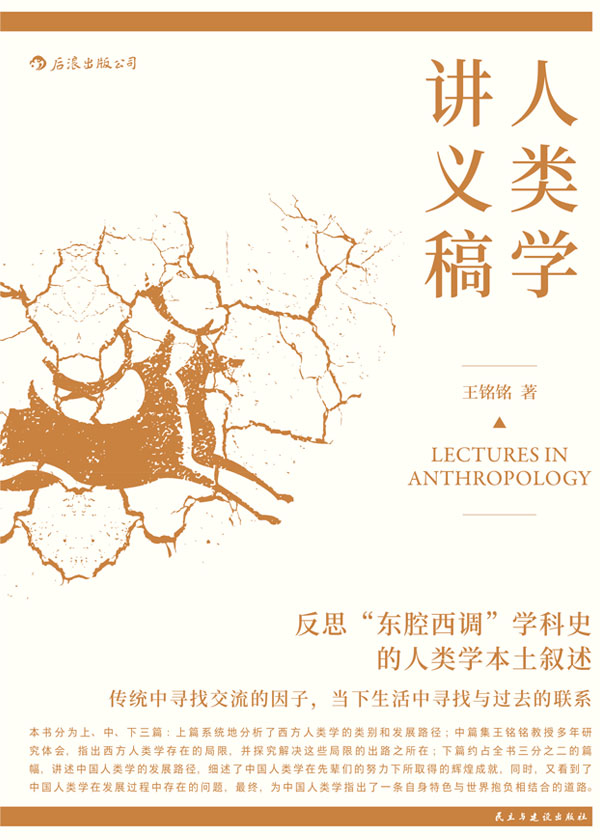 后浪出版公司
人类学
讲义稿
王铭铭 著
LECTURES IN
ANTHROPOLOGY
反思“东腔西调”学科史
的人类学本土叙述
传统中寻找交流的因子，当下生活中寻找与过去的联系
本书分为上、中、下三篇：上篇系统地分析了西方人类学的类别和发展路径；中篇集王铭铭教授多年研
究体会，指出西方人类学存在的局限，并探究解决这些局限的出路之所在；下篇约占全书三分之二的篇
幅，讲述中国人类学的发展路径，细述了中国人类学在先辈们的努力下所取得的辉煌成就，同时，又看到了
中国人类学在发展过程中存在的问题，最终，为中国人类学指出了一条自身特色与世界抱负相结合的道路。
民主与建设出版社